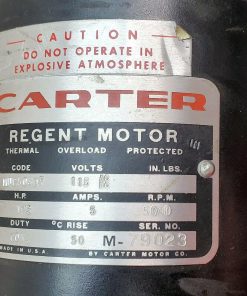 CAUTION
DO NOT OPERATE IN
EXPLOSIVE ATMOSPHERE
CARTER
REGENT MOTOR
THERMAL OVERLOAD PROTECTED
CODE VOLTS IN. LBS.
115
H.P. AMPS. R.P.M.
5
DUTY °C RISE SER. NO.
50 M-79023
MADE IN U.S.A. BY CARTER MOTOR CO.